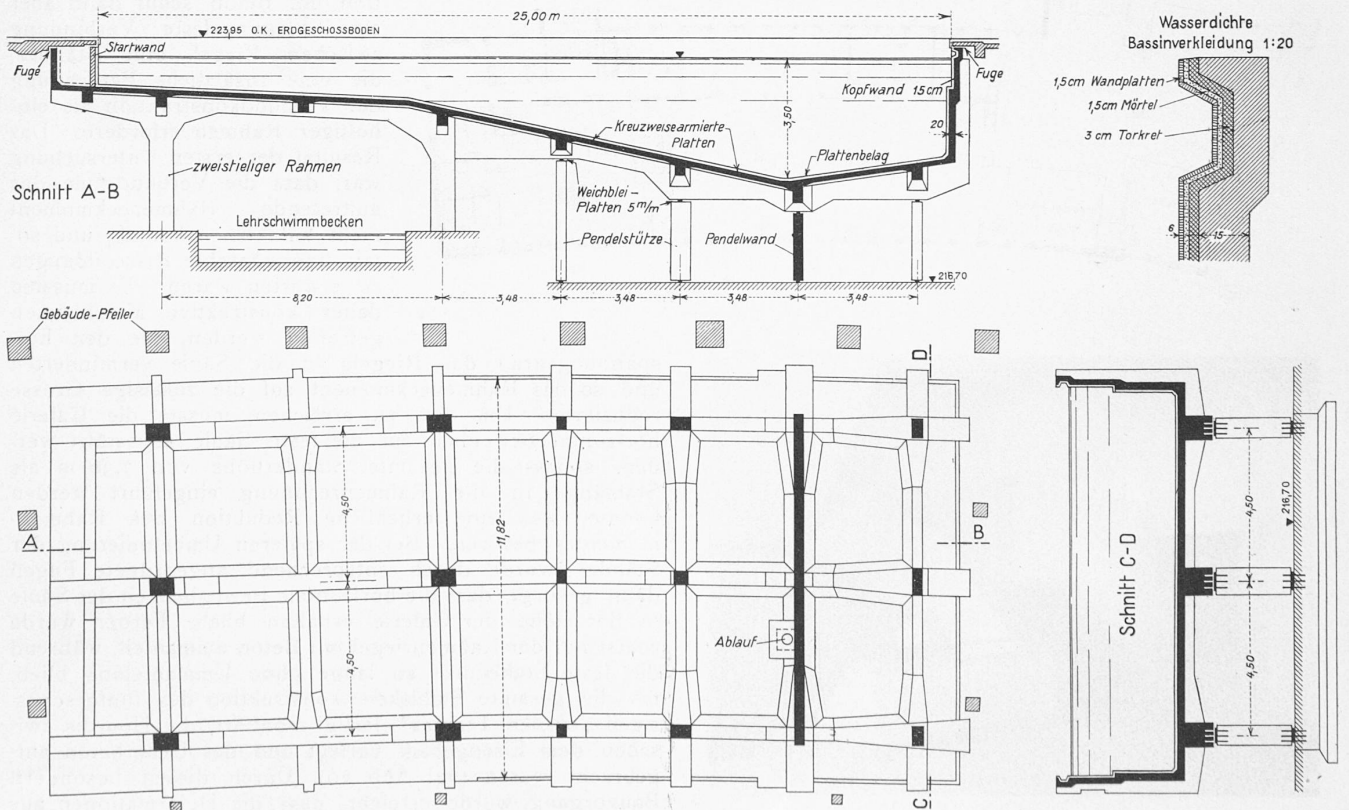 25,00 m
223,95 O.K. ERDGESCHOSSBODEN
Startwand
Fuge
Fuge
Kopfwand 15cm
3,50
20
Kreuzweisearmierte
Platten
Plattenbelag
zweistieliger Rahmen
Schnitt A-B
Weichblei-
Platten 5 m/m
Lehrschwimmbecken
Pendelstütze
Pendelwand
216,70
8,20
3,48
3,48
3,48
3,48
Wasserdichte
Bassinverkleidung 1:20
1,5cm Wandplatten
1,5cm Mörtel
3 cm Torkret
6
15
Gebäude-Pfeiler
D
4,50
11,82
A
B
4,50
Ablauf
C
Schnitt C-D
4,50
4,50
216,70